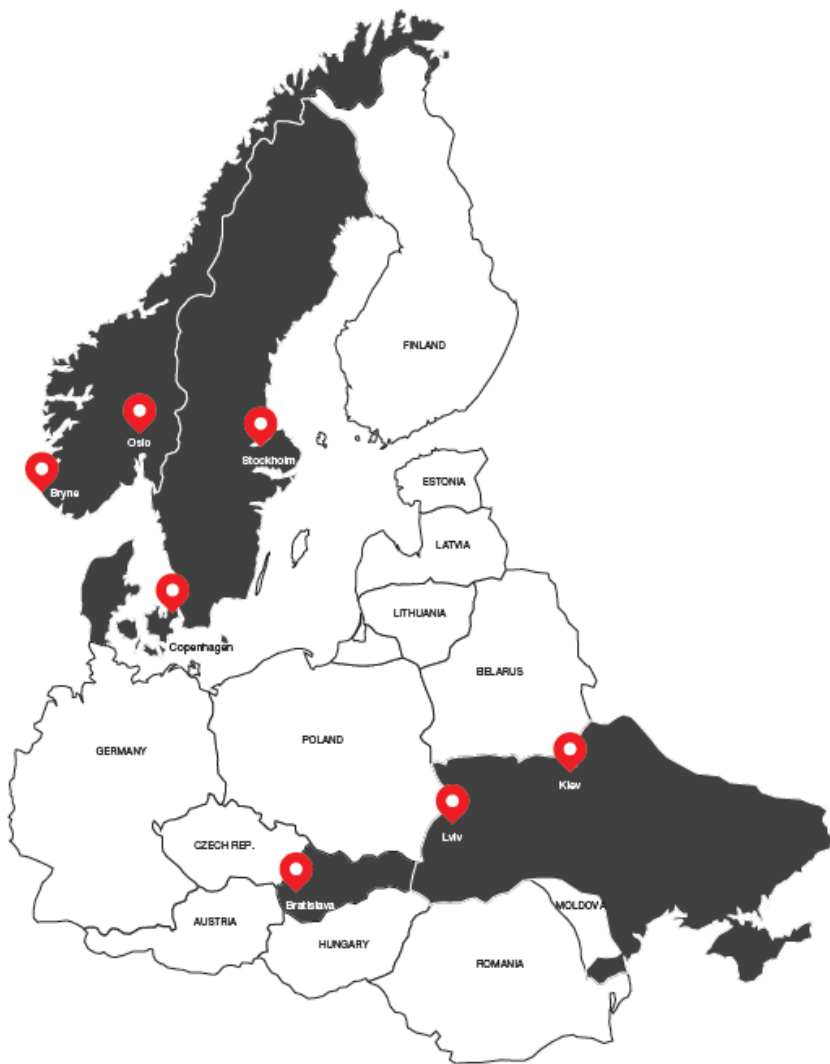 FINLAND
Oslo
Stockholm
Bryne
ESTONIA
LATVIA
LITHUANIA
Copenhagen
BELARUS
POLAND
GERMANY
Kiev
Lviv
CZECH REP.
Bratislava
MOLDOVA
AUSTRIA
HUNGARY
ROMANIA